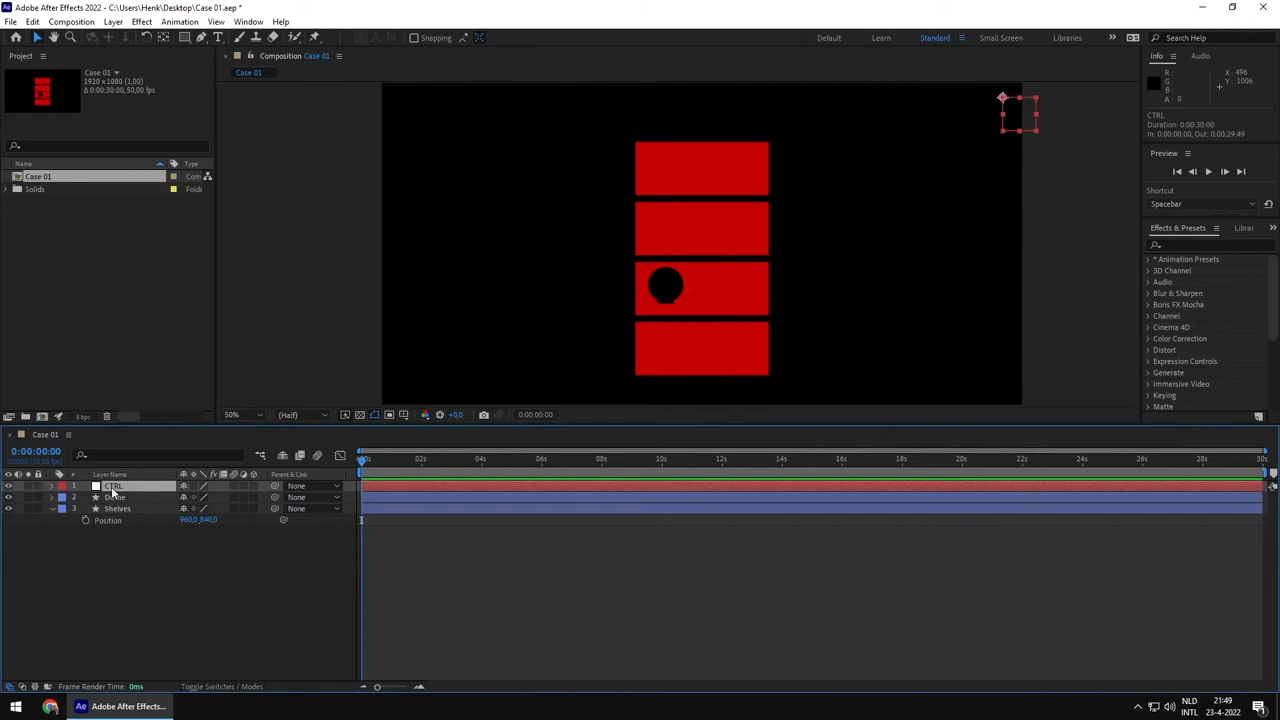 Adobe After Effects 2022 - C:\Users\Henk\Desktop\Case 01.aep *
File Edit Composition Layer Effect Animation View Window Help
Snapping
Default Learn Standard Small Screen Libraries
Search Help
Project
Case 01
1920 x 1080 (1,00)
Δ 0:00:30:00, 50,00 fps
Name Type
Case 01 Com
Solids Folde
8 bpc
Composition Case 01
Case 01
50% (Half) +0,0 0:00:00:00
Info Audio
R :
G :
B :
A : 0
X : 496
Y : 1006
CTRL
Duration: 0:00:30:00
In: 0:00:00:00, Out: 0:00:29:49
Preview
Shortcut
Spacebar
Effects & Presets Librar
* Animation Presets
3D Channel
Audio
Blur & Sharpen
Boris FX Mocha
Channel
Cinema 4D
Color Correction
Distort
Expression Controls
Generate
Immersive Video
Keying
Matte
Case 01
0:00:00:00
00000 (50.00 fps)
# Layer Name fx Parent & Link
02s 04s 06s 08s 10s 12s 14s 16s 18s 20s 22s 24s 26s 28s 30s
1 CTRL None
2 None
3 Shelves None
Position 960,0,840,0
Frame Render Time: 0ms Toggle Switches / Modes
Adobe After Effects...
NLD
INTL
21:49
23-4-2022